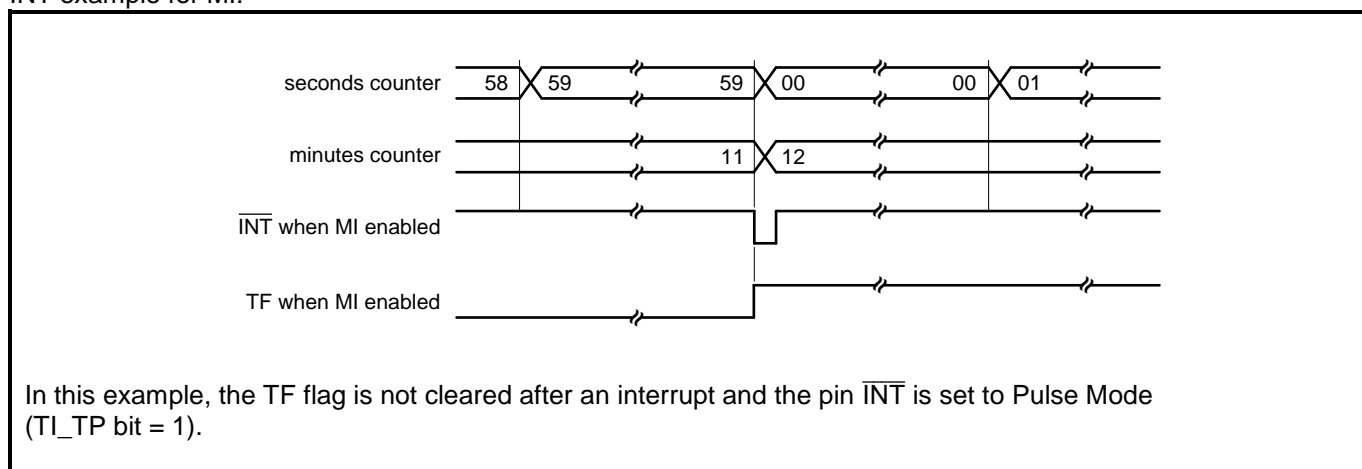 INT example for MI:
seconds counter 58 59 59 00 00 01
minutes counter 11 12
INT when MI enabled
TF when MI enabled
In this example, the TF flag is not cleared after an interrupt and the pin INT is set to Pulse Mode
(TI_TP bit = 1).